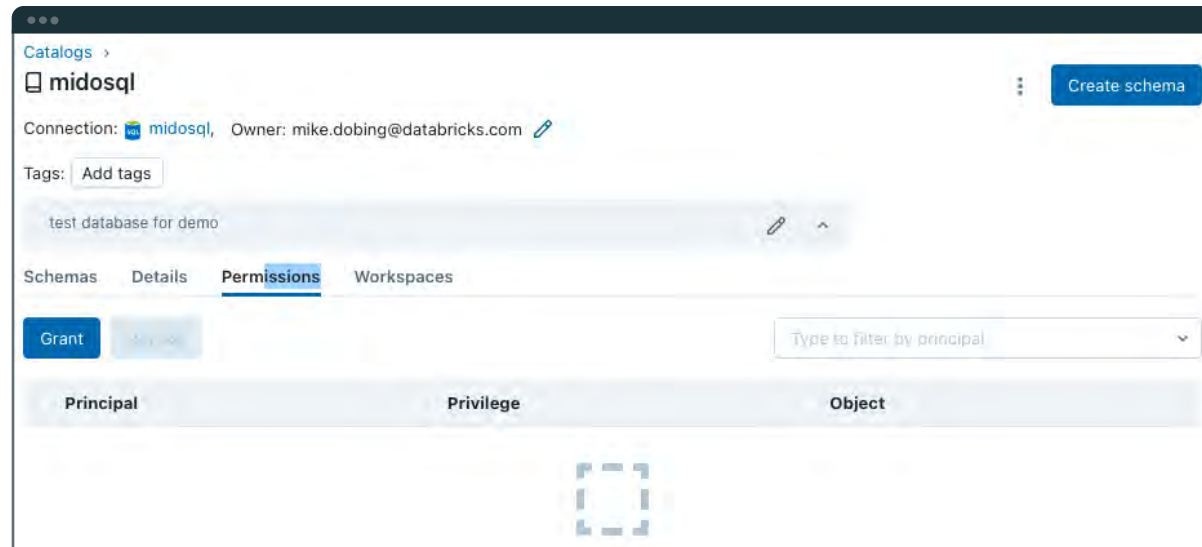 Catalogs ›
midosql
Create schema
Connection: SQL midosql, Owner: mike.dobing@databricks.com
Tags: Add tags
test database for demo
Schemas Details Permissions Workspaces
Grant
Type to filter by principal
Principal Privilege Object